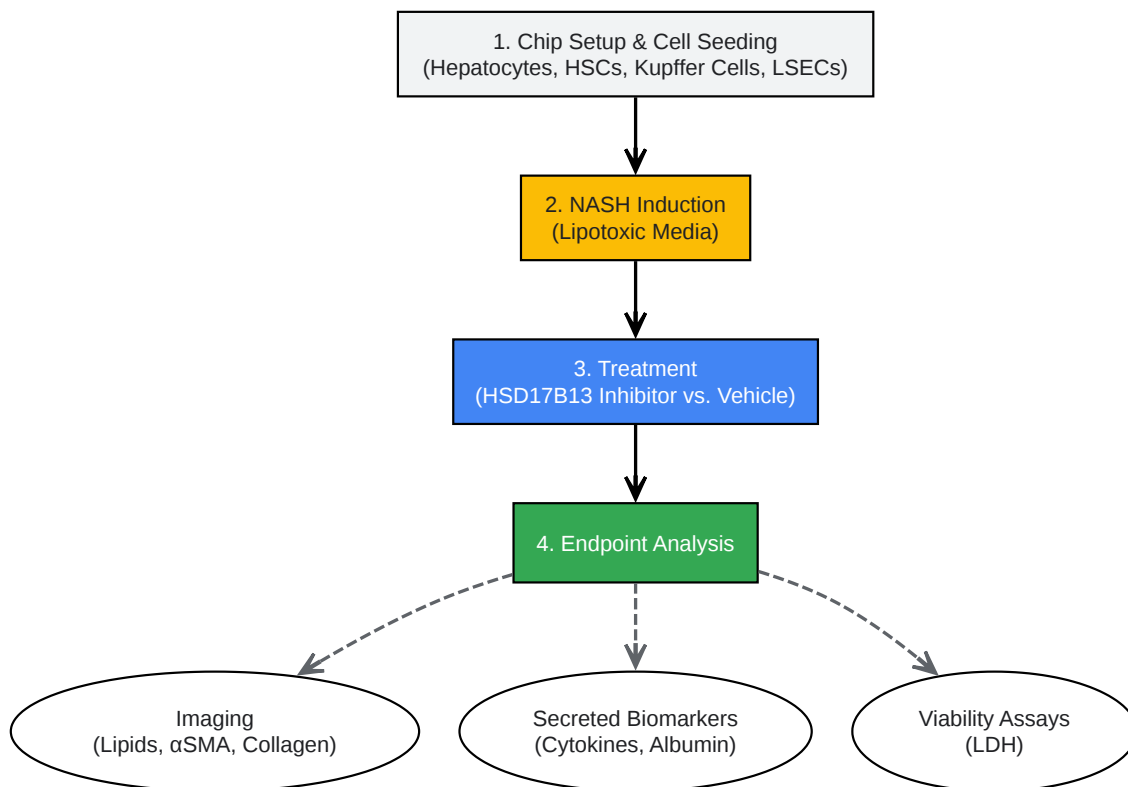 1. Chip Setup & Cell Seeding
(Hepatocytes, HSCs, Kupffer Cells, LSECs)
2. NASH Induction
(Lipotoxic Media)
3. Treatment
(HSD17B13 Inhibitor vs. Vehicle)
4. Endpoint Analysis
Imaging
(Lipids, αSMA, Collagen)
Secreted Biomarkers
(Cytokines, Albumin)
Viability Assays
(LDH)